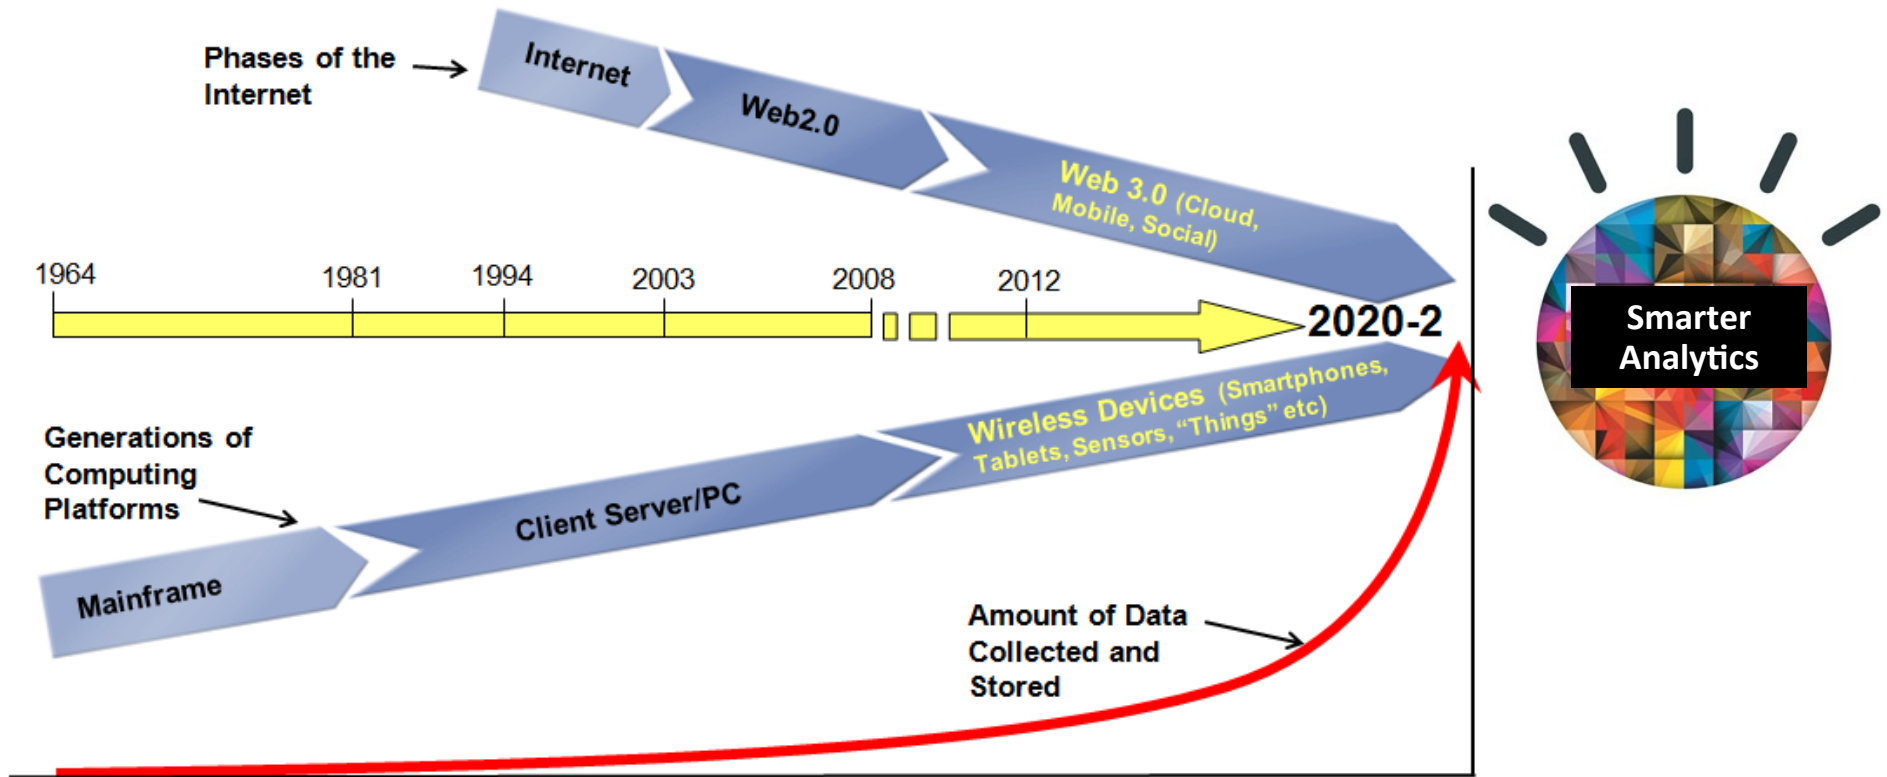 Phases of the
Internet
Internet
Web2.0
Web 3.0 (Cloud,
Mobile, Social)
1964
1981
1994
2003
2008
2012
2020-2
Smarter
Analytics
Generations of
Computing
Platforms
Mainframe
Client Server/PC
Wireless Devices (Smartphones,
Tablets, Sensors, “Things” etc)
Amount of Data
Collected and
Stored